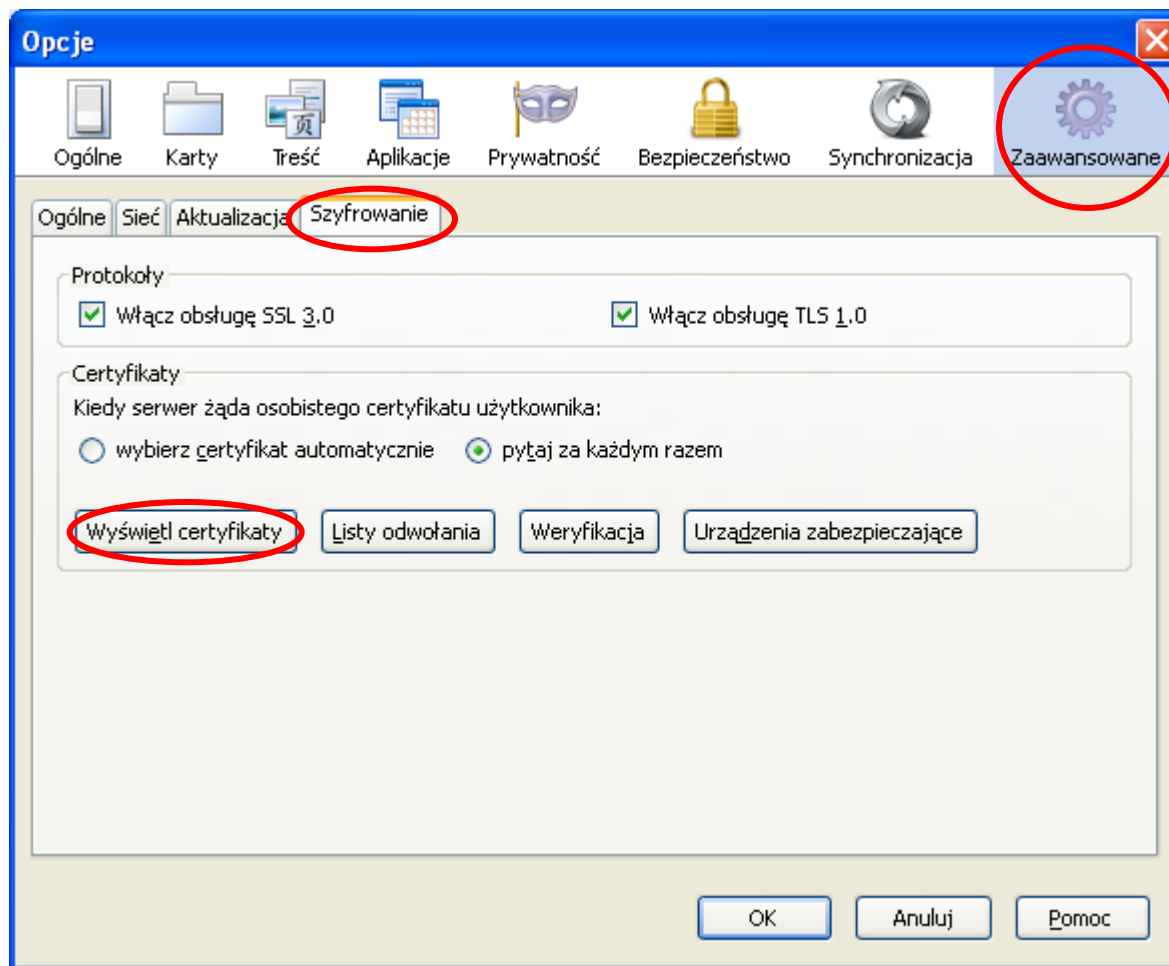 Opcje
Ogólne Karty Treść Aplikacje Prywatność Bezpieczeństwo Synchronizacja Zaawansowane
Ogólne Sieć Aktualizacja Szyfrowanie
Protokoły
Włącz obsługę SSL 3.0 Włącz obsługę TLS 1.0
Certyfikaty
Kiedy serwer żąda osobistego certyfikatu użytkownika:
wybierz certyfikat automatycznie pytaj za każdym razem
Wyświetl certyfikaty Listy odwołania Weryfikacja Urządzenia zabezpieczające
OK Anuluj Pomoc